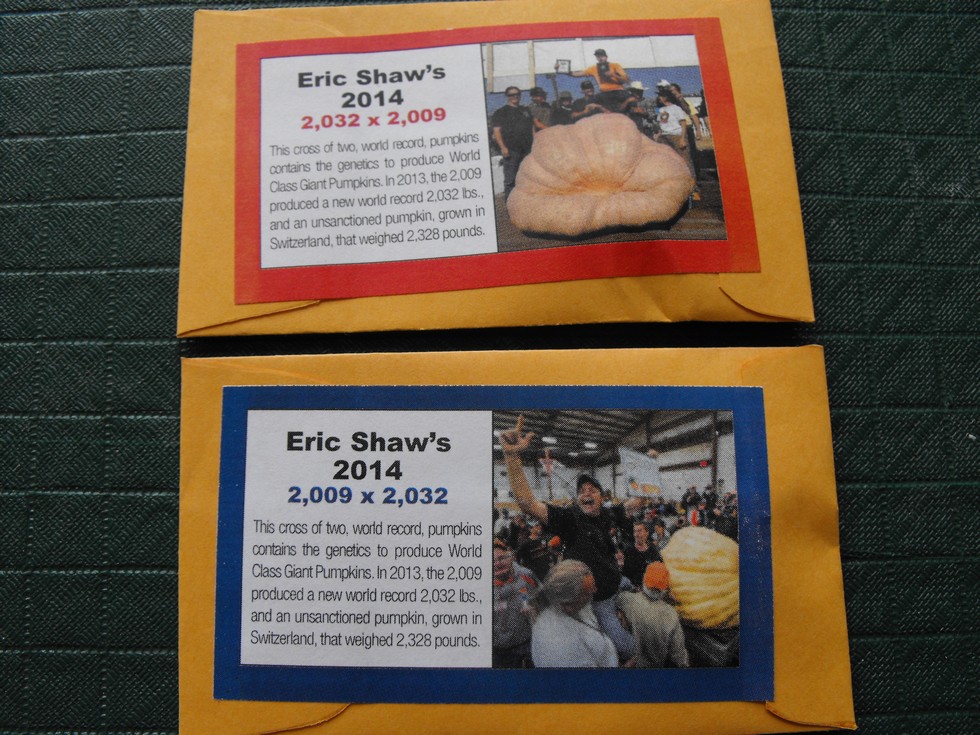 Eric Shaw's
2014
2,032 x 2,009
This cross of two, world record, pumpkins
contains the genetics to produce World
Class Giant Pumpkins. In 2013, the 2,009
produced a new world record 2,032 lbs.,
and an unsanctioned pumpkin, grown in
Switzerland, that weighed 2,328 pounds.
Eric Shaw's
2014
2,009 x 2,032
This cross of two, world record, pumpkins
contains the genetics to produce World
Class Giant Pumpkins. In 2013, the 2,009
produced a new world record 2,032 lbs.,
and an unsanctioned pumpkin, grown in
Switzerland, that weighed 2,328 pounds.